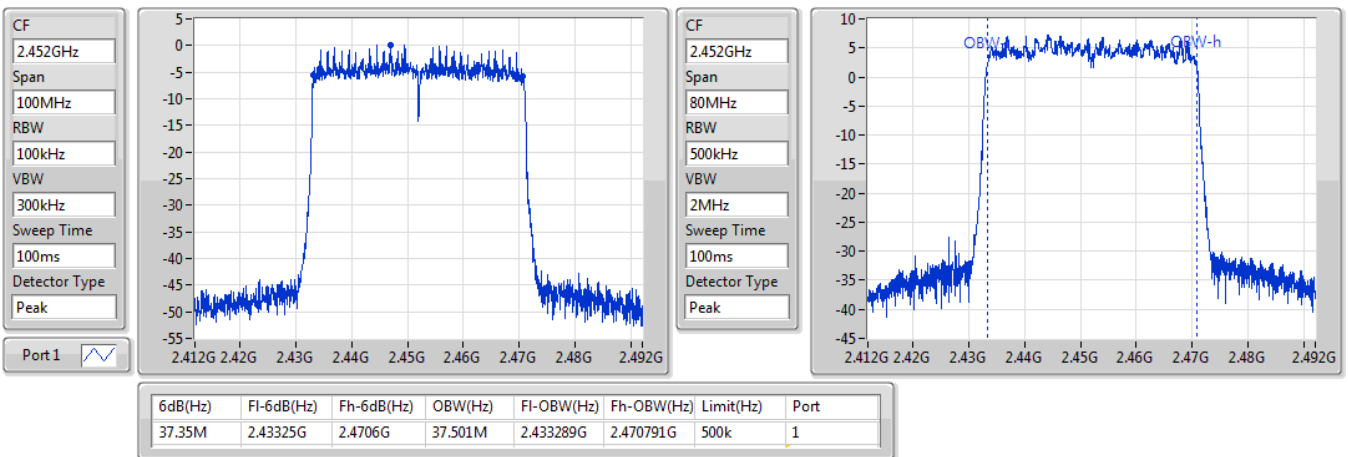 CF
2.452GHz
Span
100MHz
RBW
100kHz
VBW
300kHz
Sweep Time
100ms
Detector Type
Peak
Port 1
5
0
-5
-10
-15
-20
-25
-30
-35
-40
-45
-50
-55
2.412G 2.42G 2.43G 2.44G 2.45G 2.46G 2.47G 2.48G 2.492G
CF
2.452GHz
Span
80MHz
RBW
500kHz
VBW
2MHz
Sweep Time
100ms
Detector Type
Peak
10
5
0
-5
-10
-15
-20
-25
-30
-35
-40
-45
OBW-h
2.412G 2.42G 2.43G 2.44G 2.45G 2.46G 2.47G 2.48G 2.492G
6dB(Hz) Fl-6dB(Hz) Fh-6dB(Hz) OBW(Hz) Fl-OBW(Hz) Fh-OBW(Hz) Limit(Hz) Port
37.35M 2.43325G 2.4706G 37.501M 2.433289G 2.470791G 500k 1